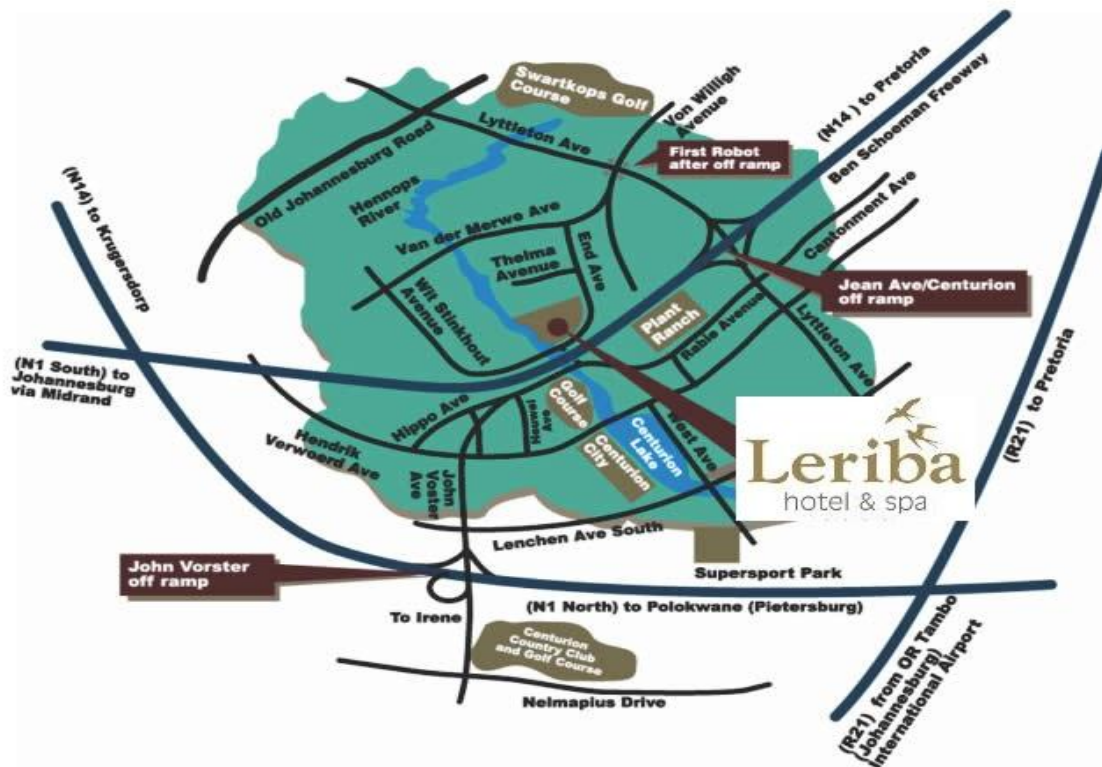 Swartkops Golf
Course
Von Willigh
Avenue
(N14 ) to Pretoria
Ben Schoeman Freeway
Lyttleton Ave
First Robot
after off ramp
Old Johannesburg Road
Hennops
River
(N14) to Krugersdorp
Van der Merwe Ave
End Ave
Cantonment Ave
Thelma
Avenue
Jean Ave/Centurion
off ramp
Wit Stinkhout
Avenue
Plant
Ranch
Rabie Avenue
Lyttleton Ave
(N1 South) to
Johannesburg
via Midrand
(R21) to Pretoria
Hippo Ave
Golf
Course
Heuwel
Ave
Hendrik
Verwoerd Ave
Centurion
City
Centurion
Lake
West Ave
Leriba
hotel & spa
John
Voster
Ave
Lenchen Ave South
John Vorster
off ramp
Supersport Park
(N1 North) to Polokwane (Pietersburg)
To Irene
Centurion
Country Club
and Golf Course
Nelmapius Drive
(R21) from OR Tambo
(Johannesburg)
International Airport